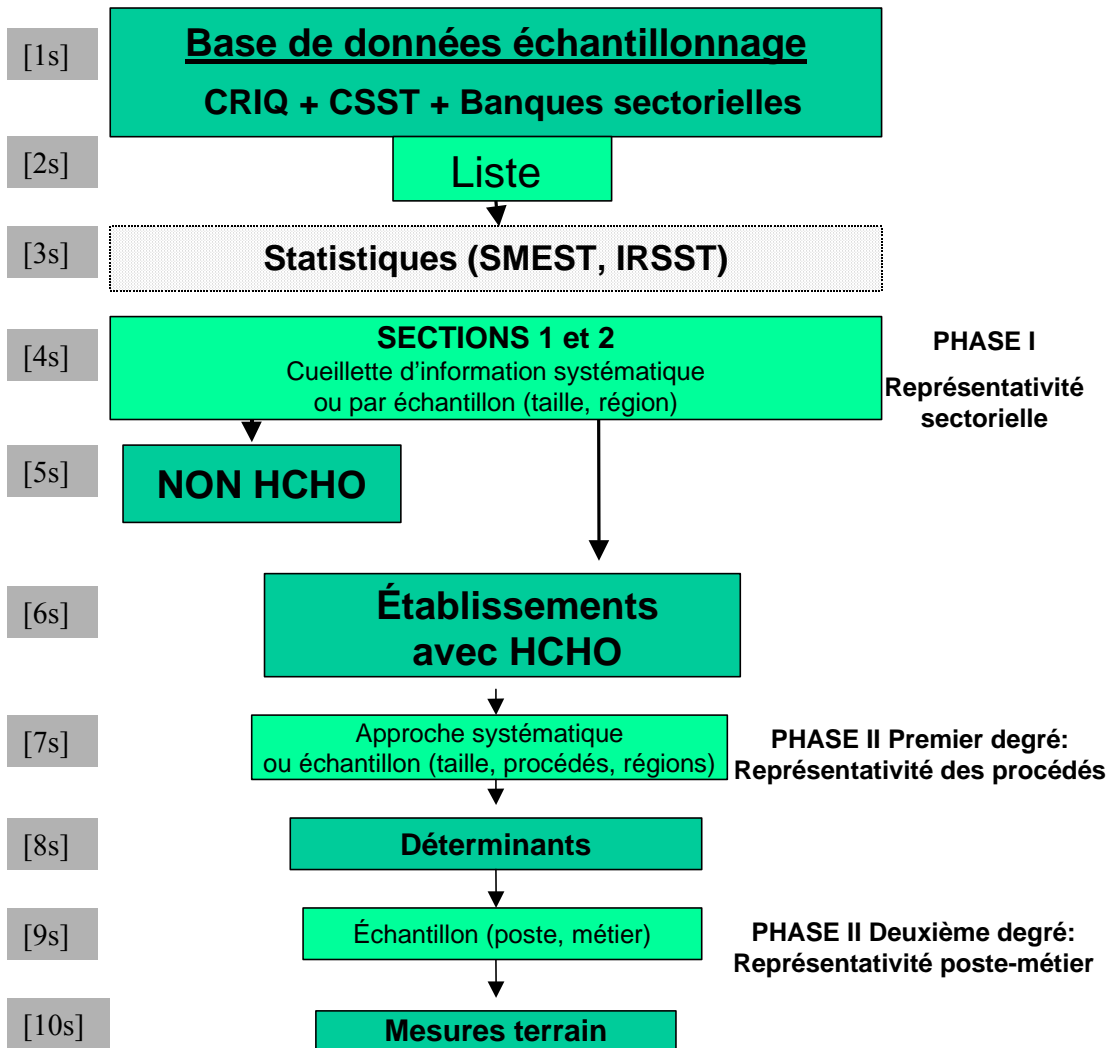 [1s]
Base de données échantillonnage
CRIQ + CSST + Banques sectorielles
[2s]
Liste
[3s]
Statistiques (SMEST, IRSST)
[4s]
SECTIONS 1 et 2
Cueillette d'information systématique
ou par échantillon (taille, région)
PHASE I
Représentativité
sectorielle
[5s]
NON HCHO
[6s]
Établissements
avec HCHO
[7s]
Approche systématique
ou échantillon (taille, procédés, régions)
PHASE II Premier degré:
Représentativité des procédés
[8s]
Déterminants
[9s]
Échantillon (poste, métier)
PHASE II Deuxième degré:
Représentativité poste-métier
[10s]
Mesures terrain